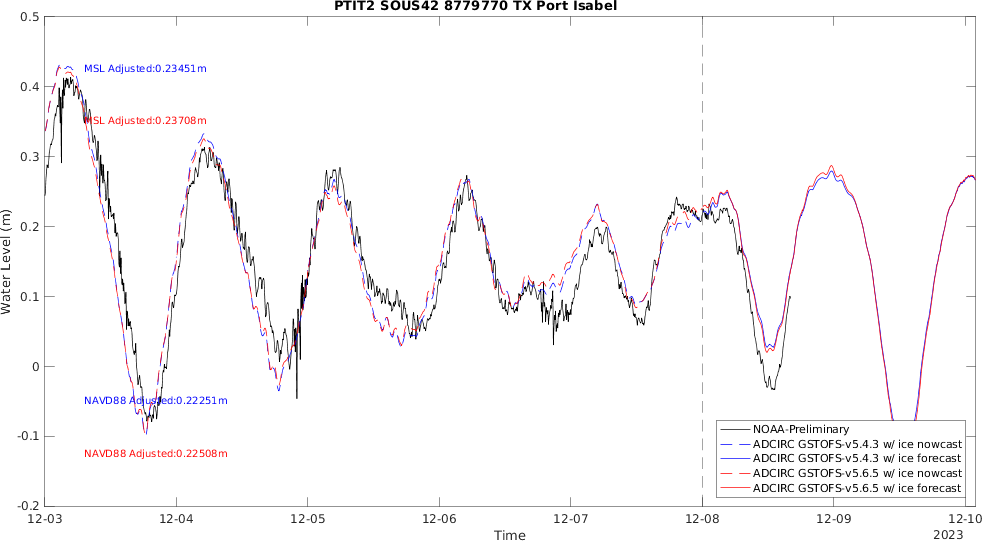 PTIT2 SOUS42 8779770 TX Port Isabel
0.5
0.4
0.3
0.2
0.1
0
-0.1
-0.2
Water Level (m)
MSL Adjusted:0.23451m
MSL Adjusted:0.23708m
NAVD88 Adjusted:0.22251m
NAVD88 Adjusted:0.22508m
NOAA-Preliminary
ADCIRC GSTOFS-v5.4.3 w/ ice nowcast
ADCIRC GSTOFS-v5.4.3 w/ ice forecast
ADCIRC GSTOFS-v5.6.5 w/ ice nowcast
ADCIRC GSTOFS-v5.6.5 w/ ice forecast
12-03 12-04 12-05 12-06 12-07 12-08 12-09 12-10
Time
2023